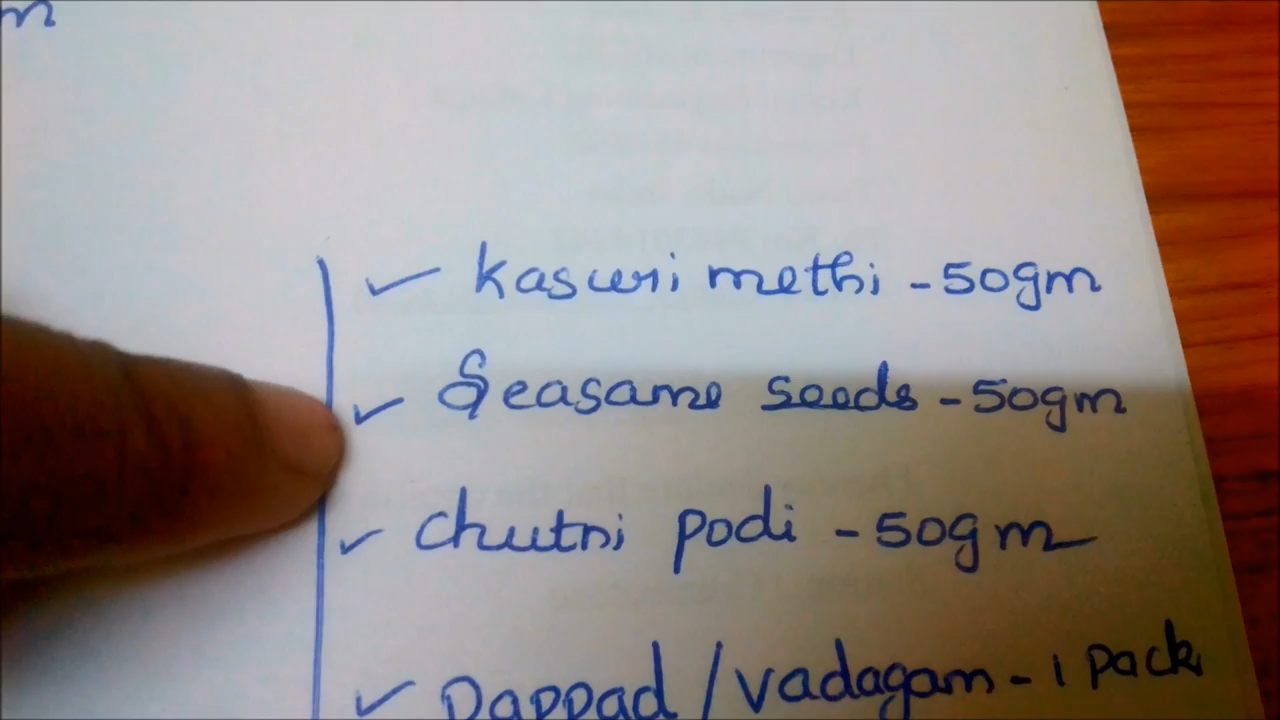 m
✓ Kasuri methi - 50gm
✓ Seasame seeds - 50gm
✓ Chutni podi - 50gm
✓ Pappad / Vadagam - 1 pack